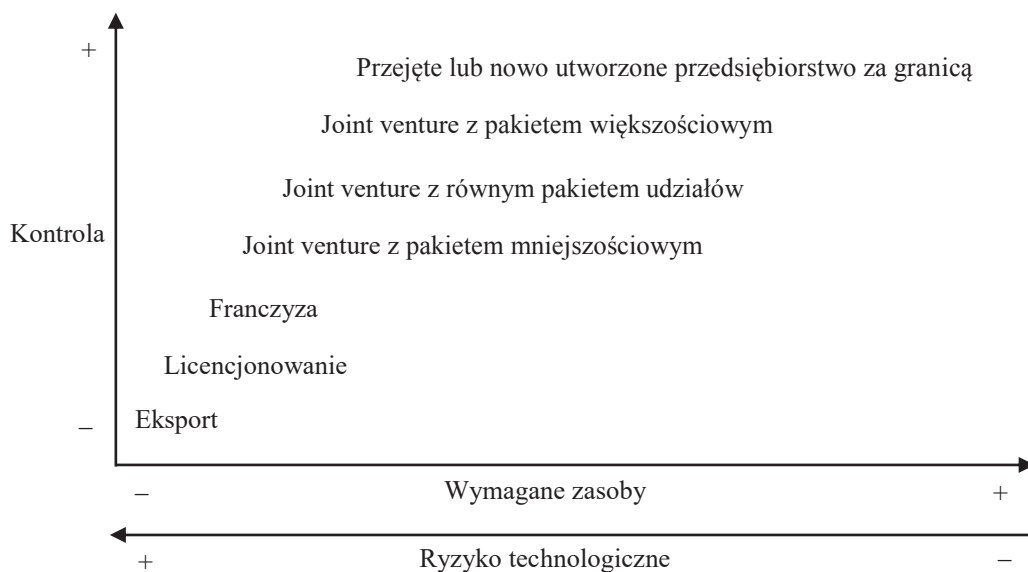 +
Przejęte lub nowo utworzone przedsiębiorstwo za granicą
Joint venture z pakietem większościowym
Joint venture z równym pakietem udziałów
Kontrola
Joint venture z pakietem mniejszościowym
Franczyza
Licencjonowanie
– Eksport
– Wymagane zasoby +
+ Ryzyko technologiczne –